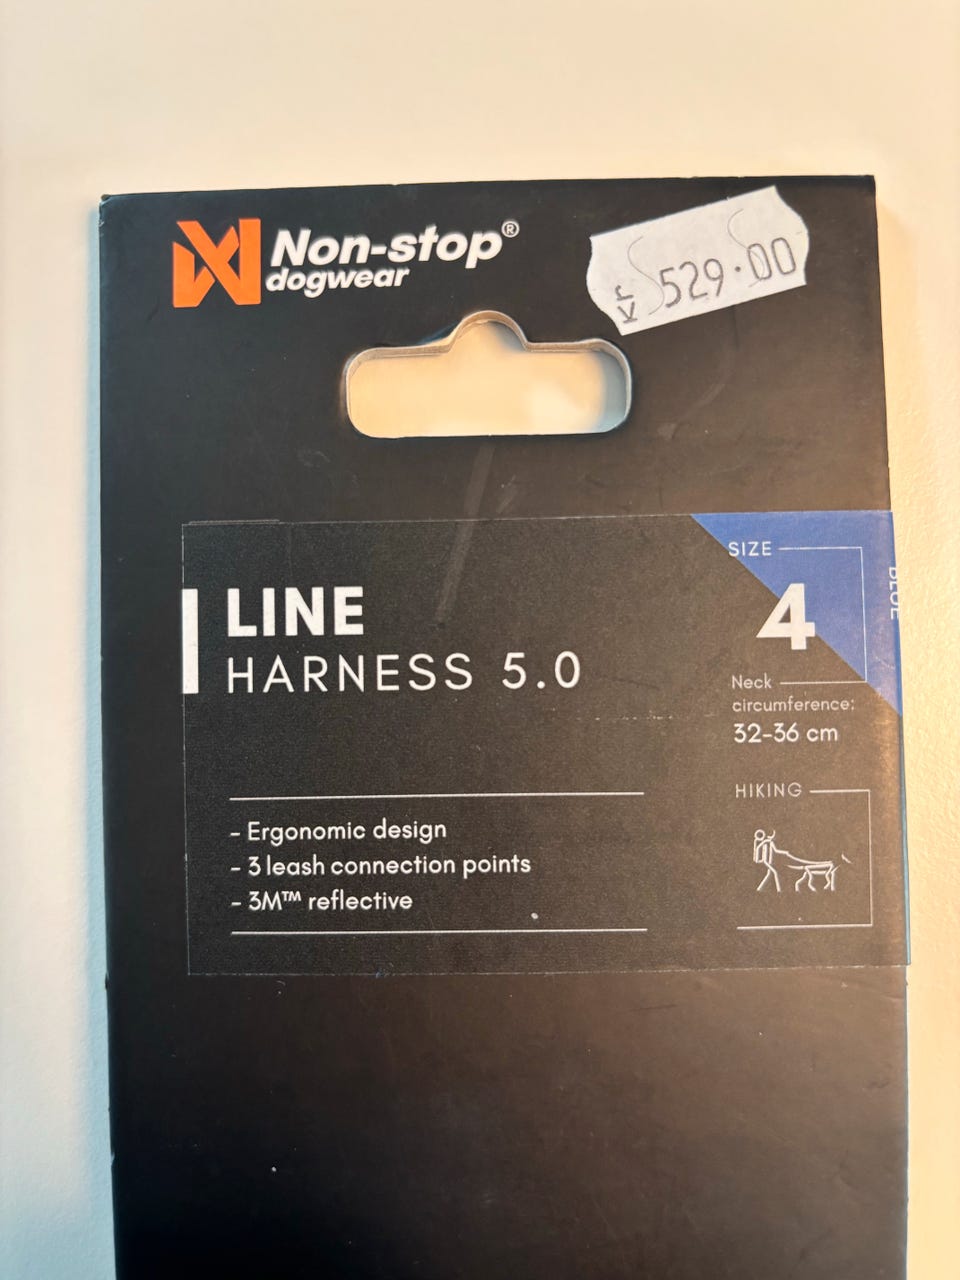 Non-stop®
dogwear
kr 529.00
LINE
HARNESS 5.0
- Ergonomic design
- 3 leash connection points
- 3M™ reflective
SIZE
4
BLUE
Neck
circumference:
32-36 cm
HIKING